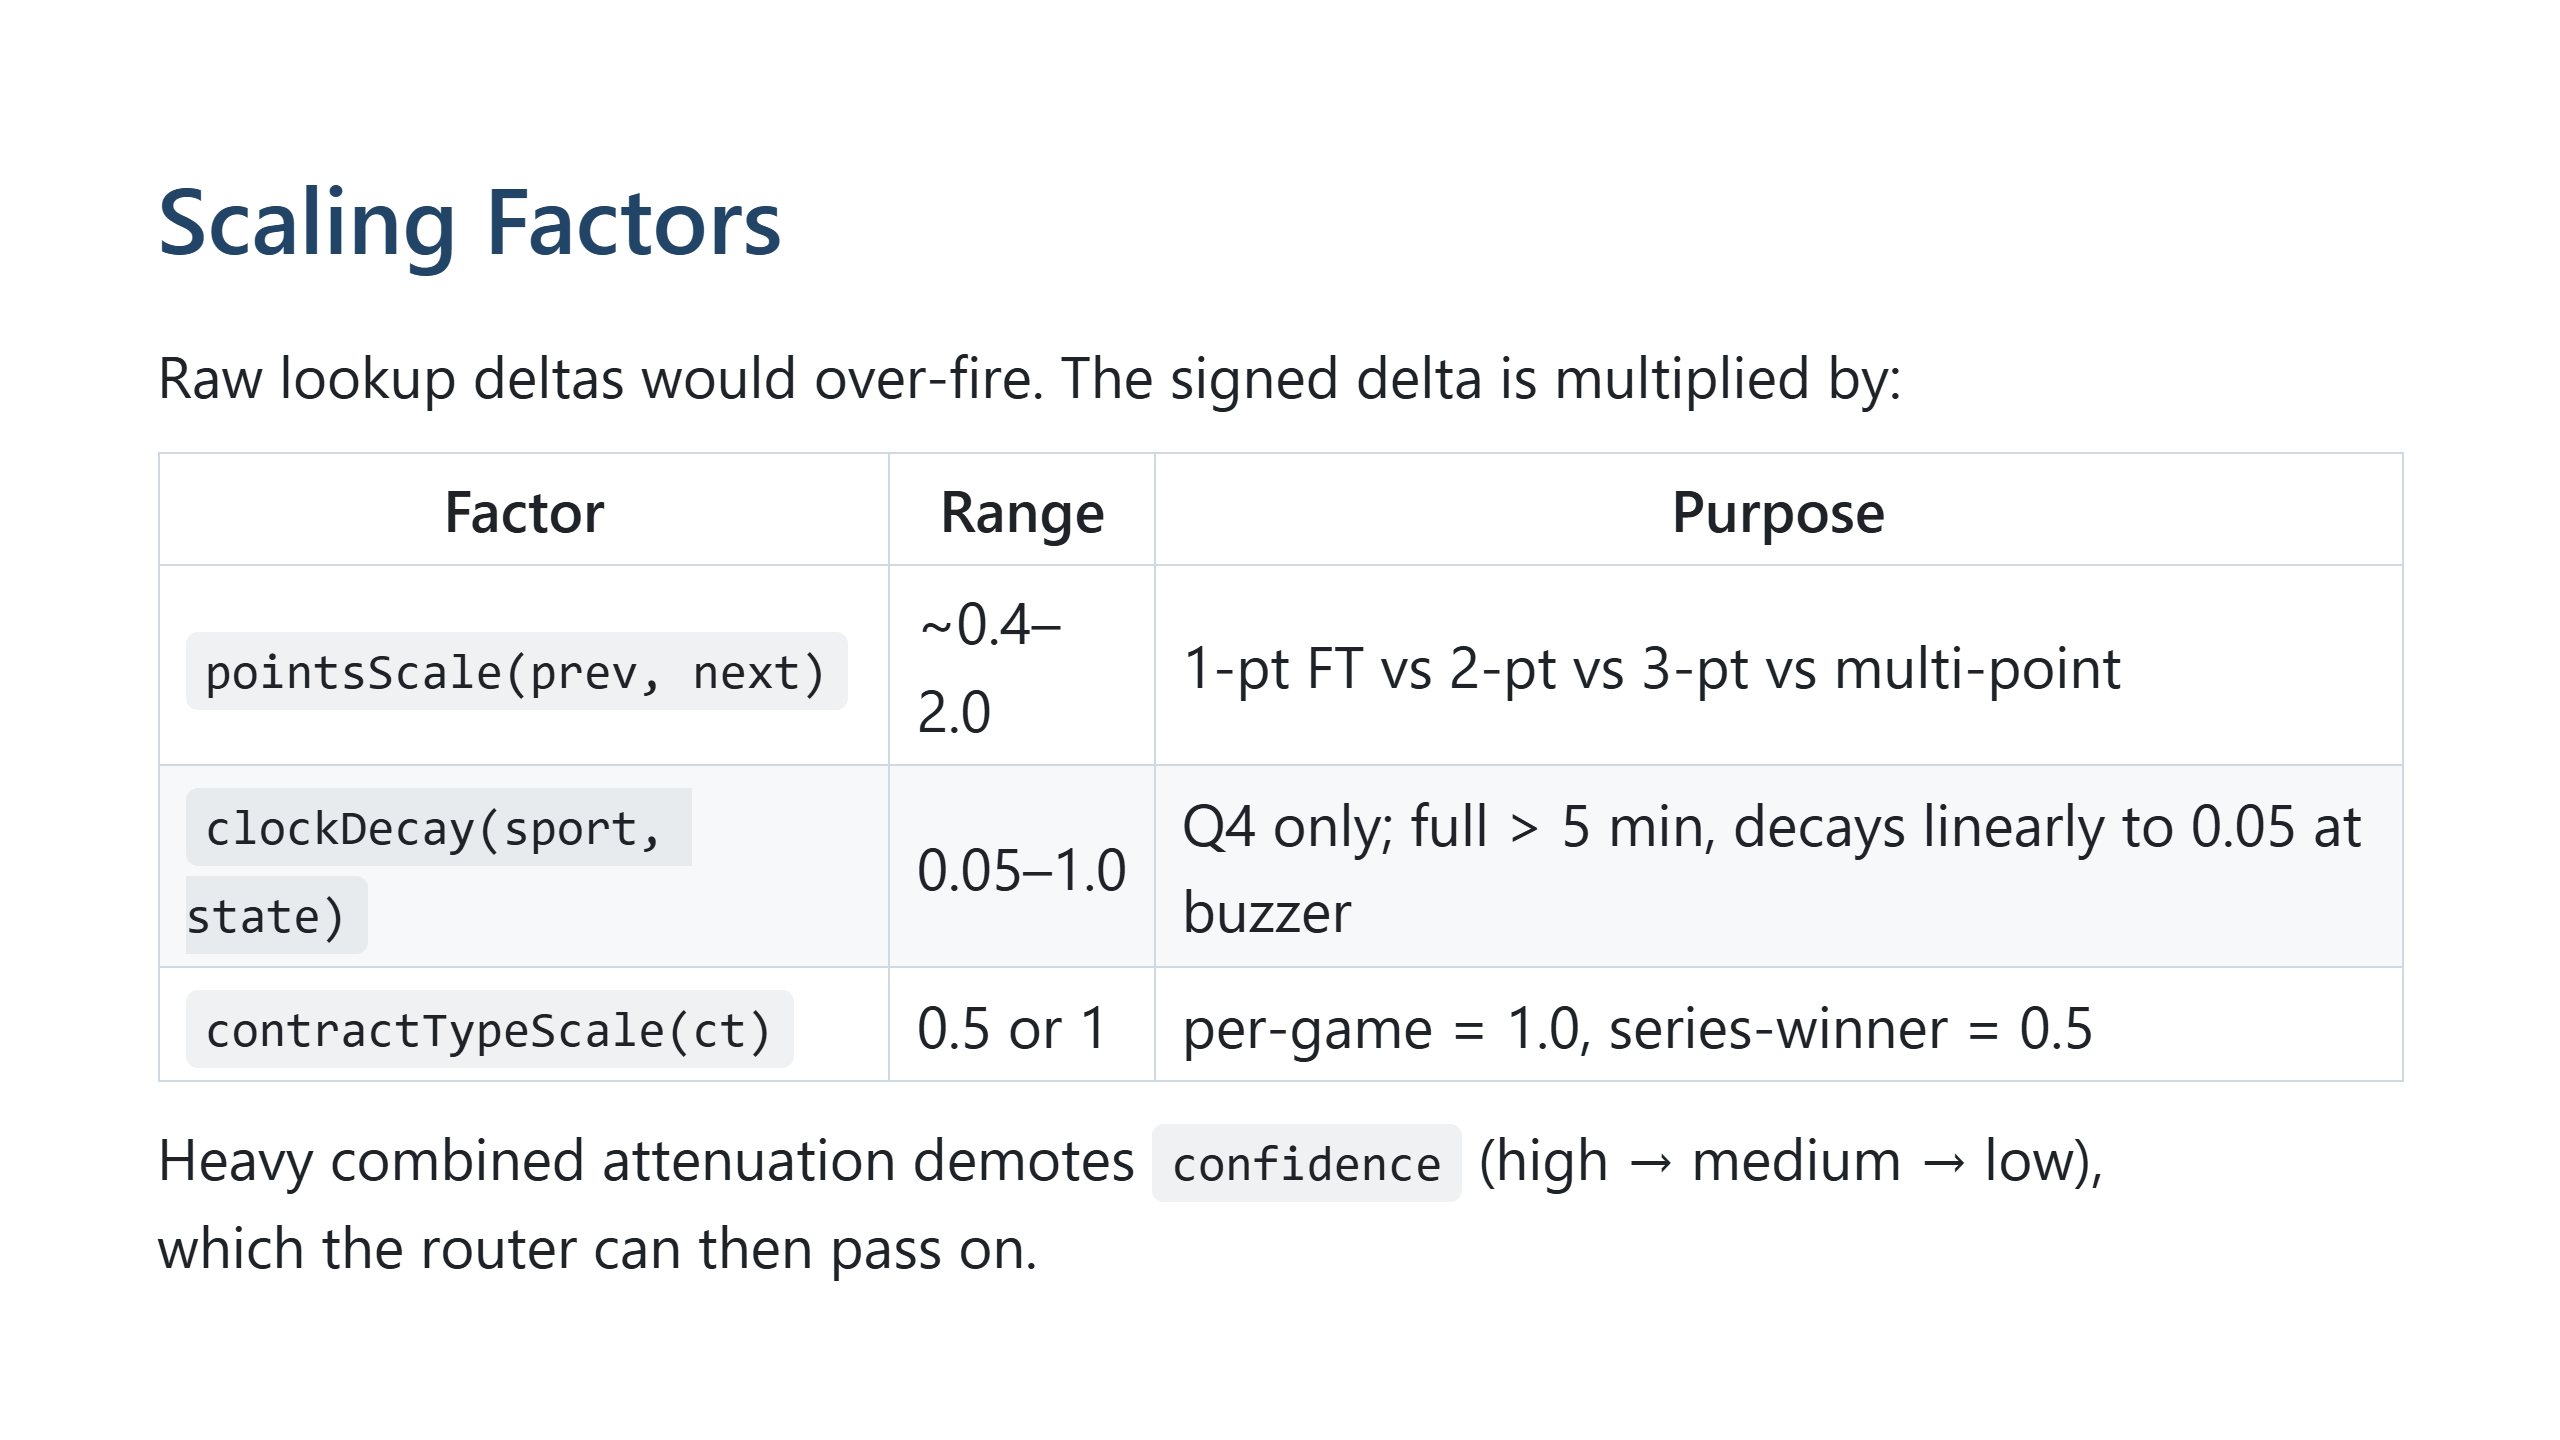 Scaling Factors
Raw lookup deltas would over-fire. The signed delta is multiplied by:
Factor Range Purpose
pointsScale(prev, next) ~0.4–
2.0 1-pt FT vs 2-pt vs 3-pt vs multi-point
clockDecay(sport,
state) 0.05–1.0 Q4 only; full > 5 min, decays linearly to 0.05 at
buzzer
contractTypeScale(ct) 0.5 or 1 per-game = 1.0, series-winner = 0.5
Heavy combined attenuation demotes confidence (high → medium → low),
which the router can then pass on.